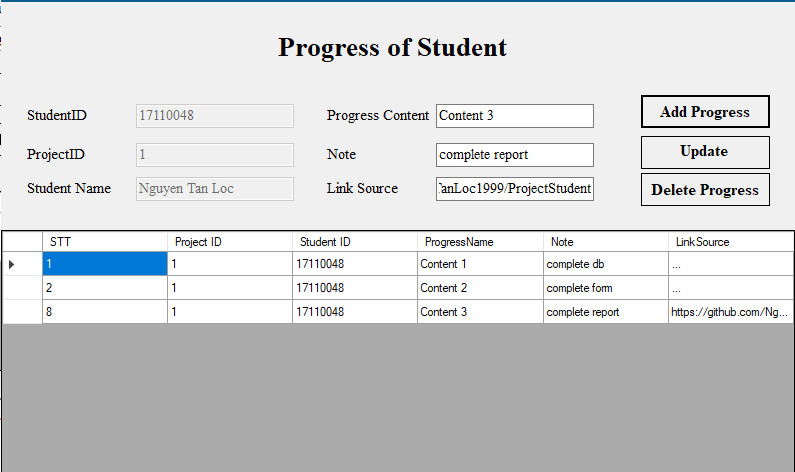 Progress of Student
StudentID 17110048 Progress Content Content 3 Add Progress
ProjectID 1 Note complete report Update
Student Name Nguyen Tan Loc Link Source TanLoc1999/ProjectStudent Delete Progress
STT Project ID Student ID ProgressName Note LinkSource
1 1 17110048 Content 1 complete db ...
2 1 17110048 Content 2 complete form ...
8 1 17110048 Content 3 complete report https://github.com/Ng...